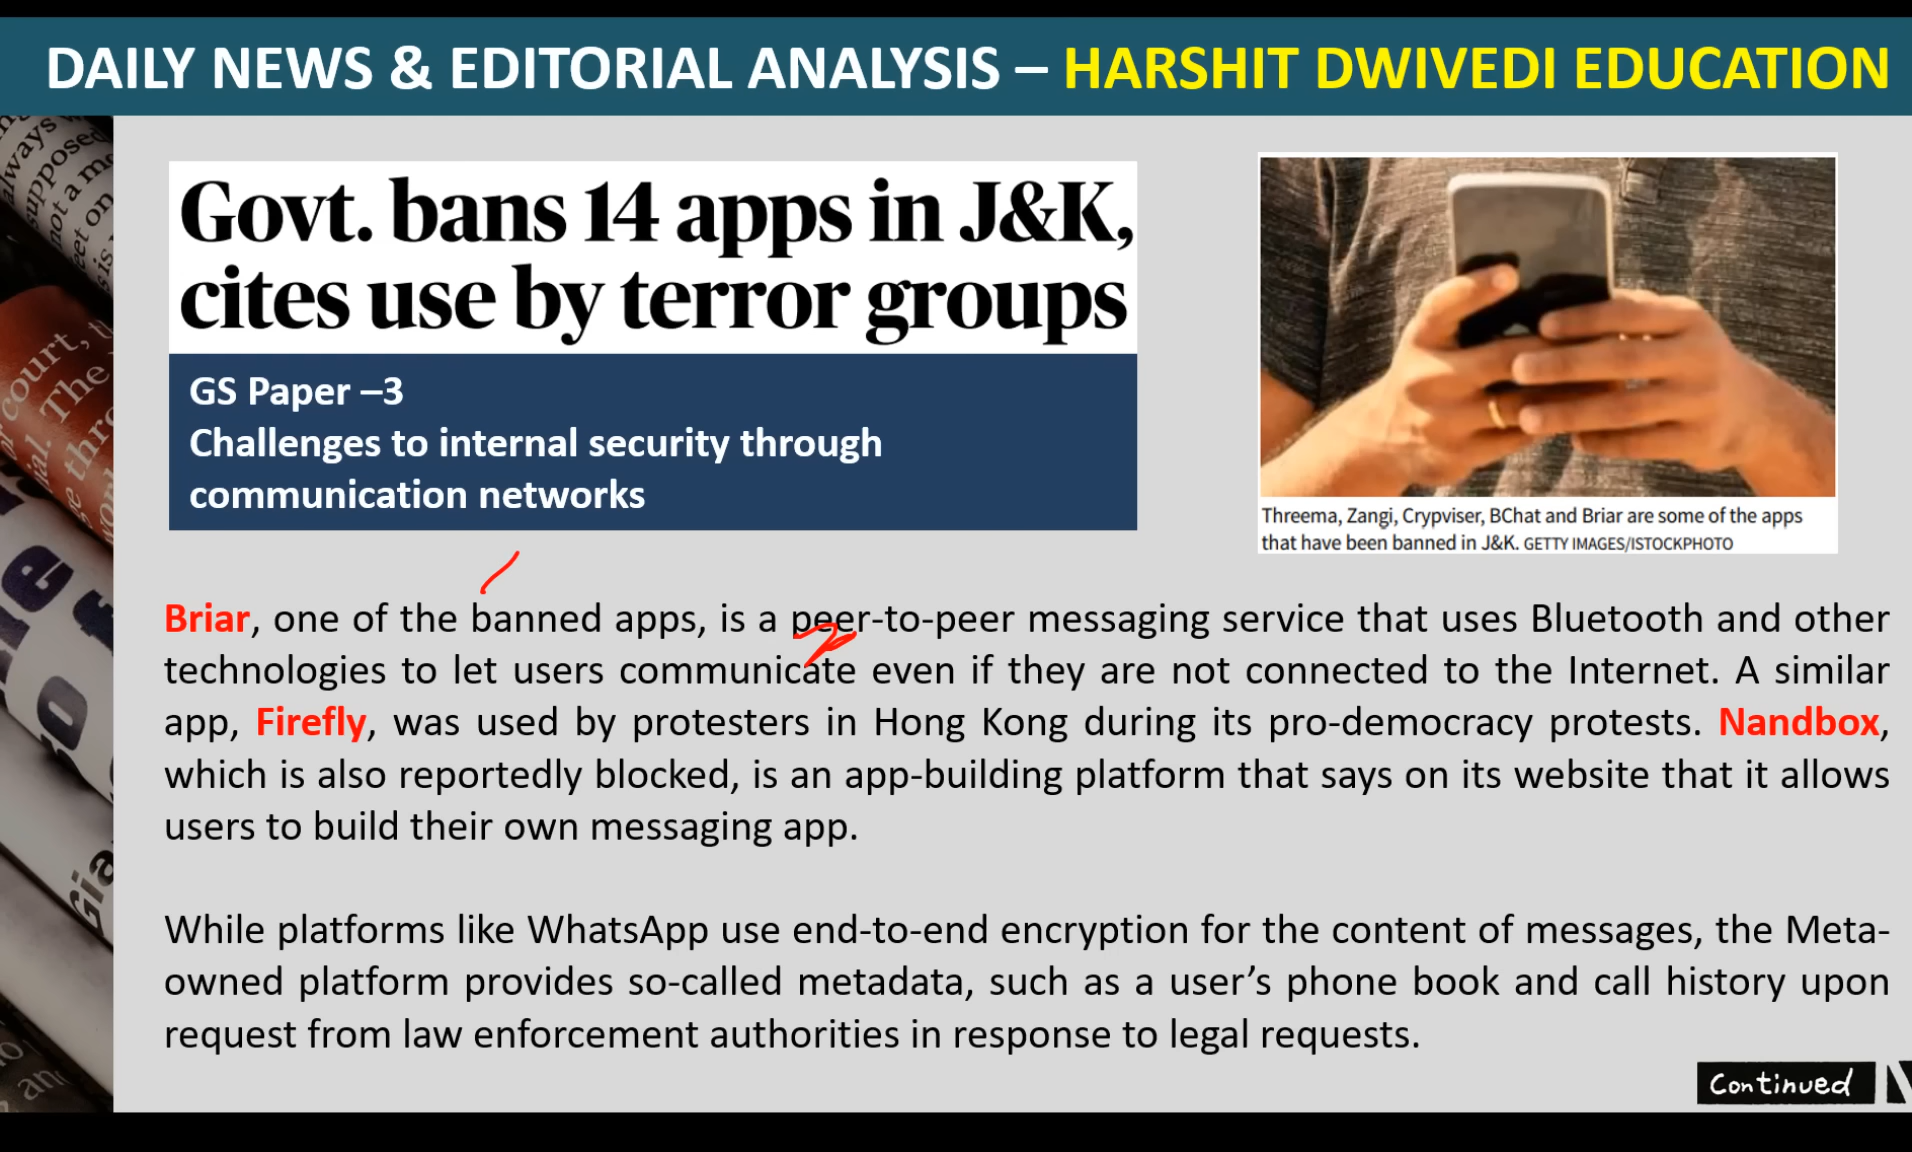 DAILY NEWS & EDITORIAL ANALYSIS – HARSHIT DWIVEDI EDUCATION
Govt. bans 14 apps in J&K,
cites use by terror groups
GS Paper –3
Challenges to internal security through
communication networks
Threema, Zangi, Crypviser, BChat and Briar are some of the apps
that have been banned in J&K. GETTY IMAGES/ISTOCKPHOTO
Briar, one of the banned apps, is a peer-to-peer messaging service that uses Bluetooth and other
technologies to let users communicate even if they are not connected to the Internet. A similar
app, Firefly, was used by protesters in Hong Kong during its pro-democracy protests. Nandbox,
which is also reportedly blocked, is an app-building platform that says on its website that it allows
users to build their own messaging app.
While platforms like WhatsApp use end-to-end encryption for the content of messages, the Meta-
owned platform provides so-called metadata, such as a user’s phone book and call history upon
request from law enforcement authorities in response to legal requests.
Continued